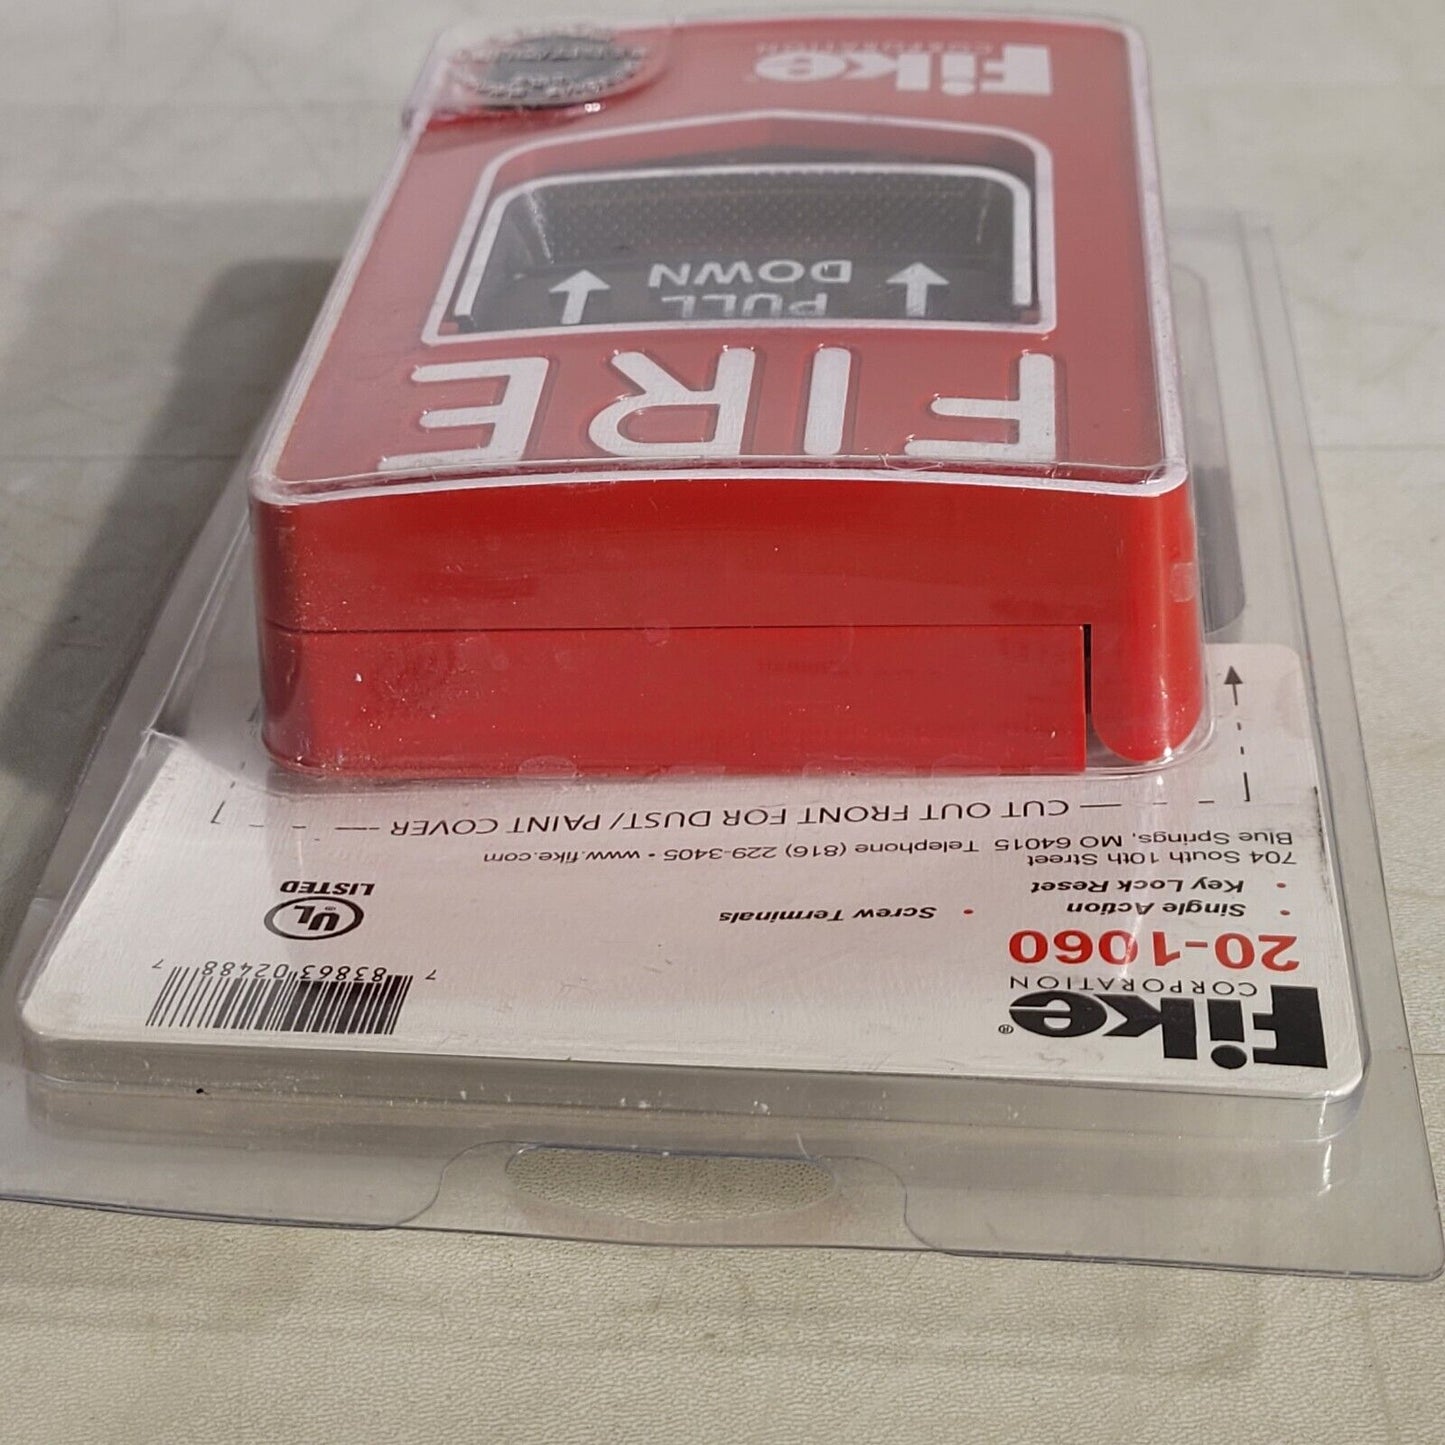 Fike®
CORPORATION
20-1060
• Single Action • Screw Terminals
• Key Lock Reset
704 South 10th Street
Blue Springs, MO 64015 Telephone (816) 229-3405 • www.fike.com
CUT OUT FRONT FOR DUST/PAINT COVER
7 83863 02488 7
UL
®
LISTED
FIRE
PULL
DOWN
Fike
CORPORATION